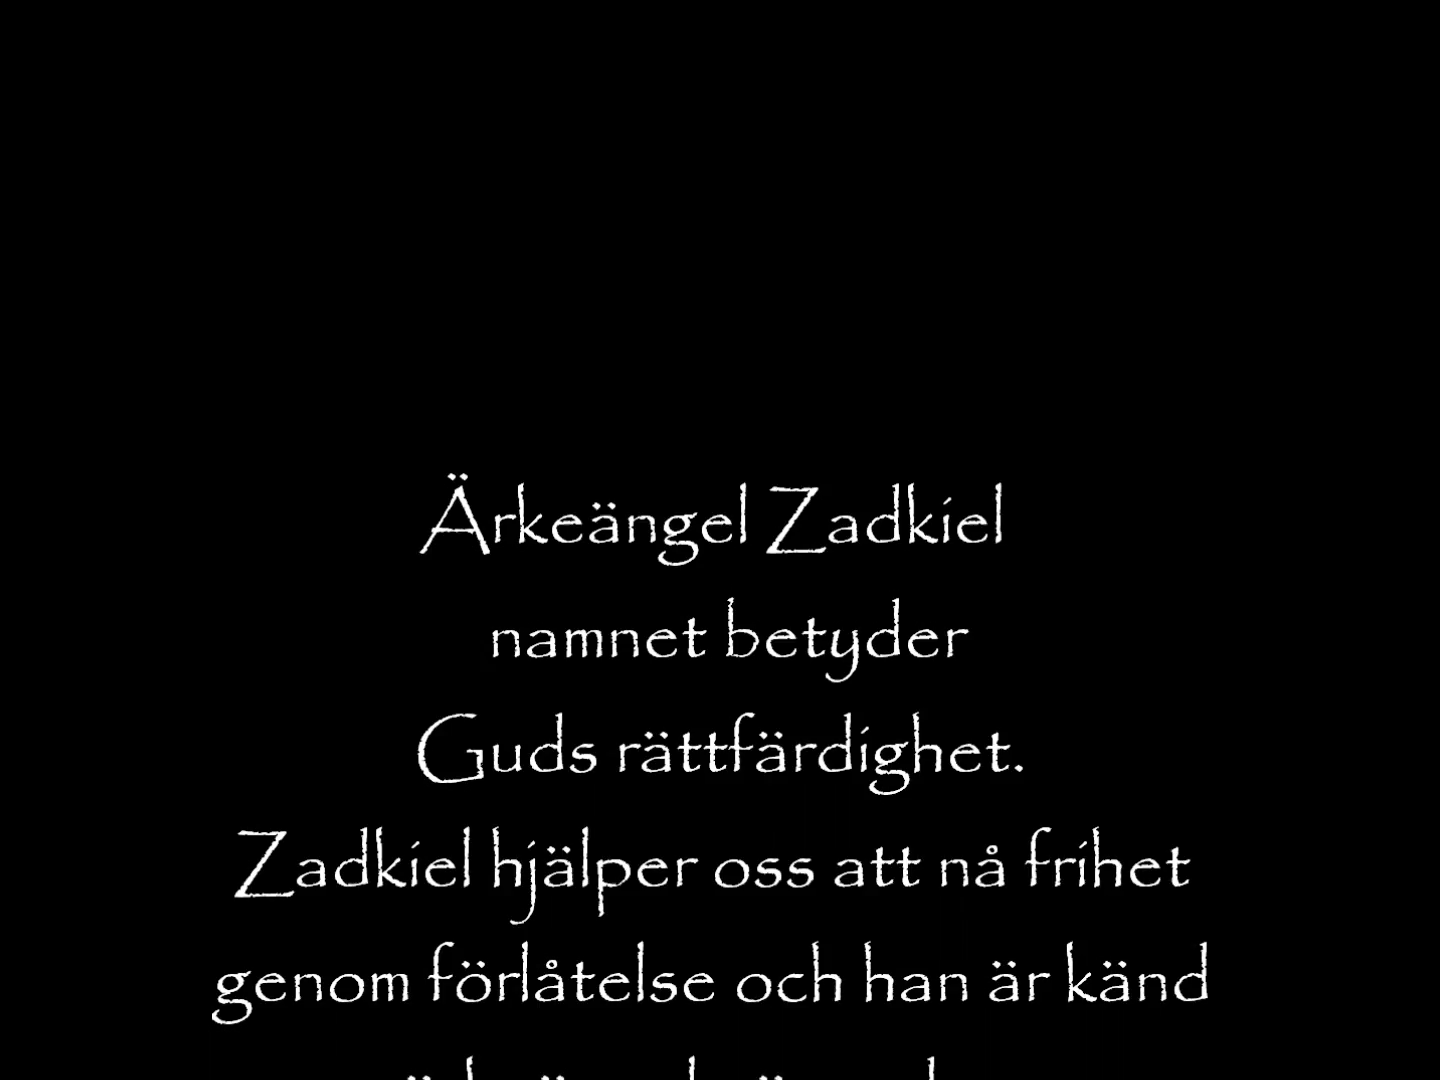 Ärkeängel Zadkiel
namnet betyder
Guds rättfärdighet.
Zadkiel hjälper oss att nå frihet
genom förlåtelse och han är känd